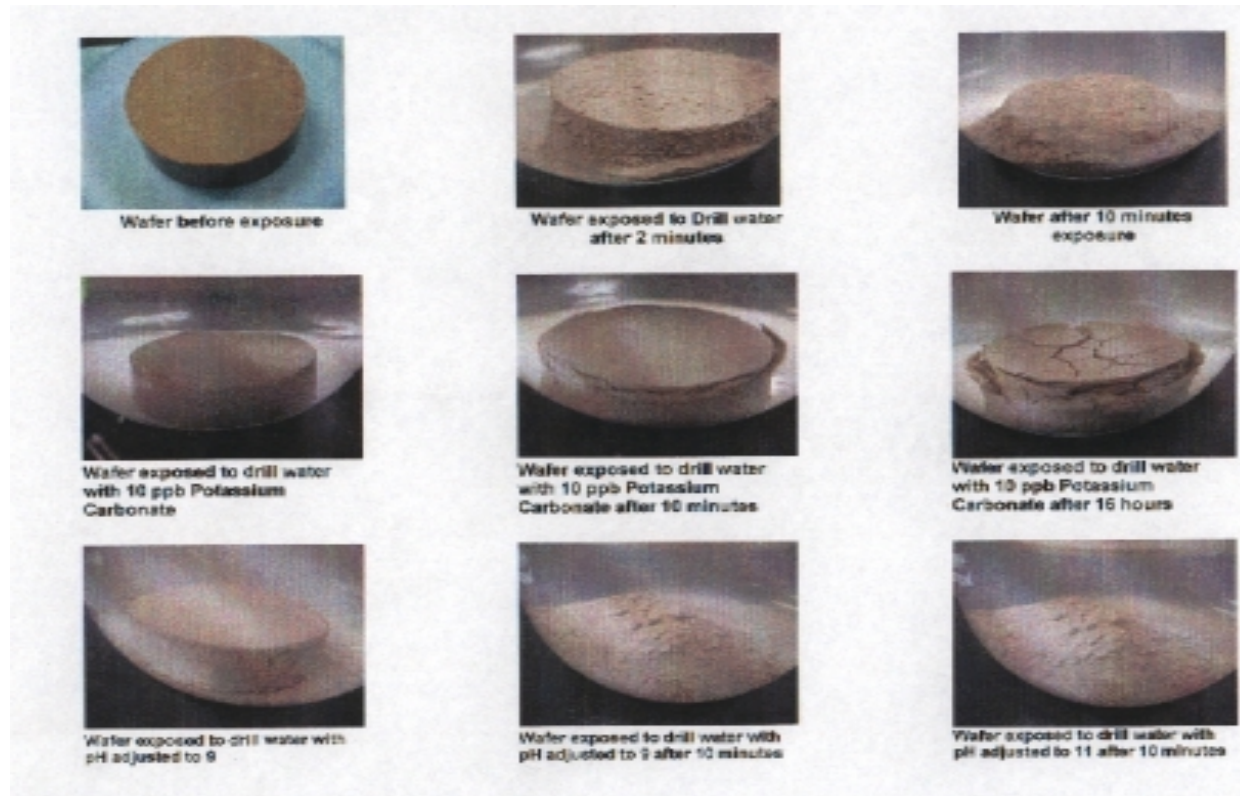 Wafer before exposure
Wafer exposed to Drill water
after 2 minutes
Wafer after 10 minutes
exposure
Wafer exposed to drill water
with 10 ppb Potassium
Carbonate
Wafer exposed to drill water
with 10 ppb Potassium
Carbonate after 10 minutes
Wafer exposed to drill water
with 10 ppb Potassium
Carbonate after 16 hours
Wafer exposed to drill water with
pH adjusted to 9
Wafer exposed to drill water with
pH adjusted to 9 after 10 minutes
Wafer exposed to drill water with
pH adjusted to 11 after 10 minutes